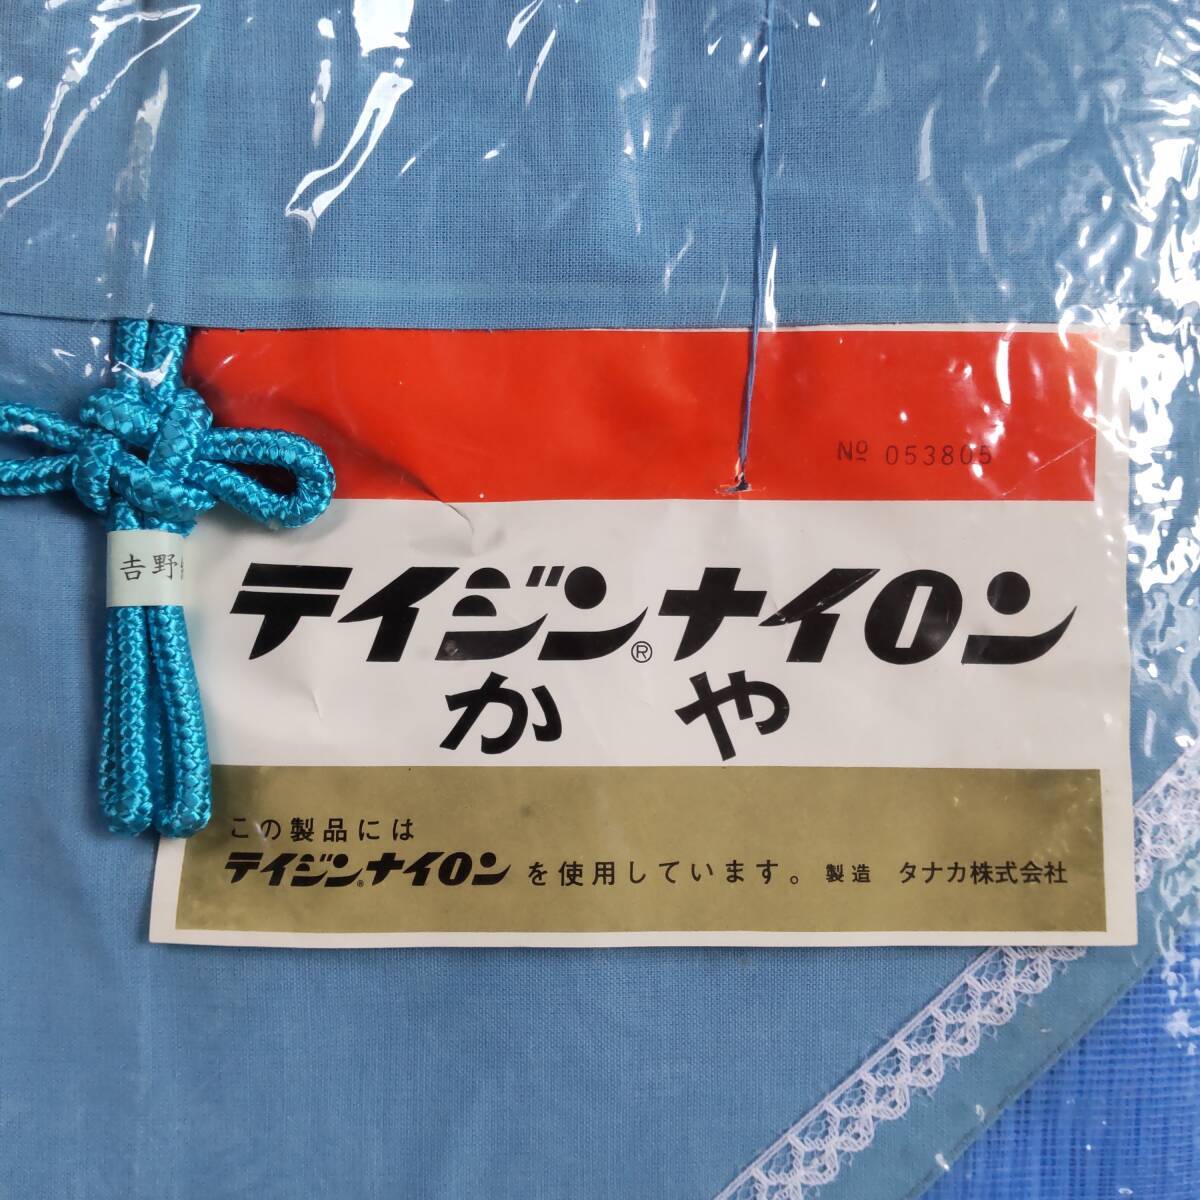 № 053805
テイジン®ナイロン
かや
吉野
この製品には
テイジン®ナイロン を使用しています。 製造 タナカ株式会社